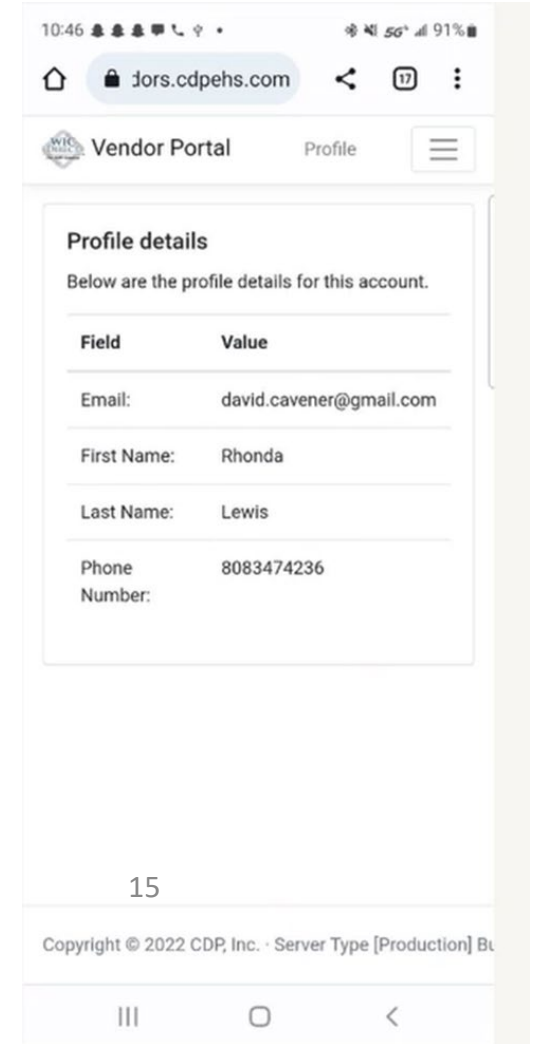 10:46
5G 91%
dors.cdpehs.com 17
WIC Vendor Portal Profile
Profile details
Below are the profile details for this account.
Field Value
Email: david.cavener@gmail.com
First Name: Rhonda
Last Name: Lewis
Phone 8083474236
Number:
15
Copyright © 2022 CDP, Inc. · Server Type [Production] Bu